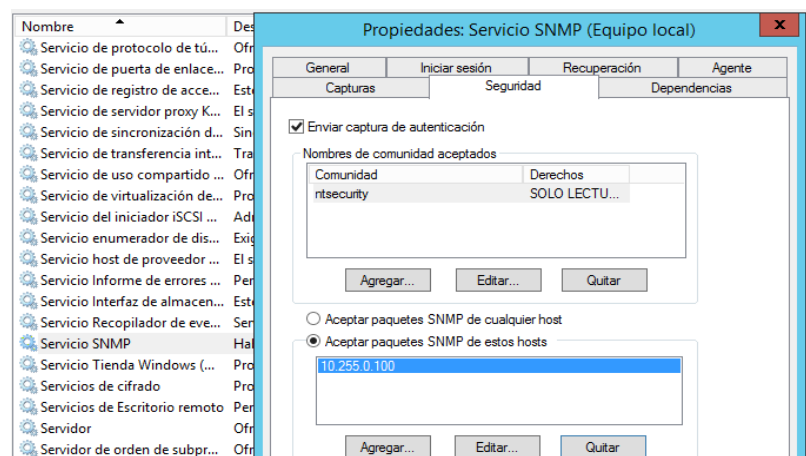 Nombre
Des
Servicio de protocolo de tú...
Ofr
Servicio de puerta de enlace...
Pro
Servicio de registro de acce...
Est
Servicio de servidor proxy K...
El s
Servicio de sincronización d...
Sin
Servicio de transferencia int...
Tra
Servicio de uso compartido ...
Ofr
Servicio de virtualización de...
Pro
Servicio del iniciador iSCSI ...
Adı
Servicio enumerador de dis...
Exig
Servicio host de proveedor ...
El s
Servicio Informe de errores ...
Per
Servicio Interfaz de almacen...
Est
Servicio Recopilador de eve...
Ser
Servicio SNMP
Hal
Servicio Tienda Windows (...
Pro
Servicios de cifrado
Pro
Servicios de Escritorio remoto
Per
Servidor
Ofr
Servidor de orden de subpr...
Ofr
Propiedades: Servicio SNMP (Equipo local)
x
General
Iniciar sesión
Recuperación
Agente
Capturas
Seguridad
Dependencias
Enviar captura de autenticación
Nombres de comunidad aceptados
Comunidad
Derechos
ntsecurity
SOLO LECTU...
Agregar...
Editar...
Quitar
Aceptar paquetes SNMP de cualquier host
Aceptar paquetes SNMP de estos hosts
10.255.0.100
Agregar...
Editar...
Quitar